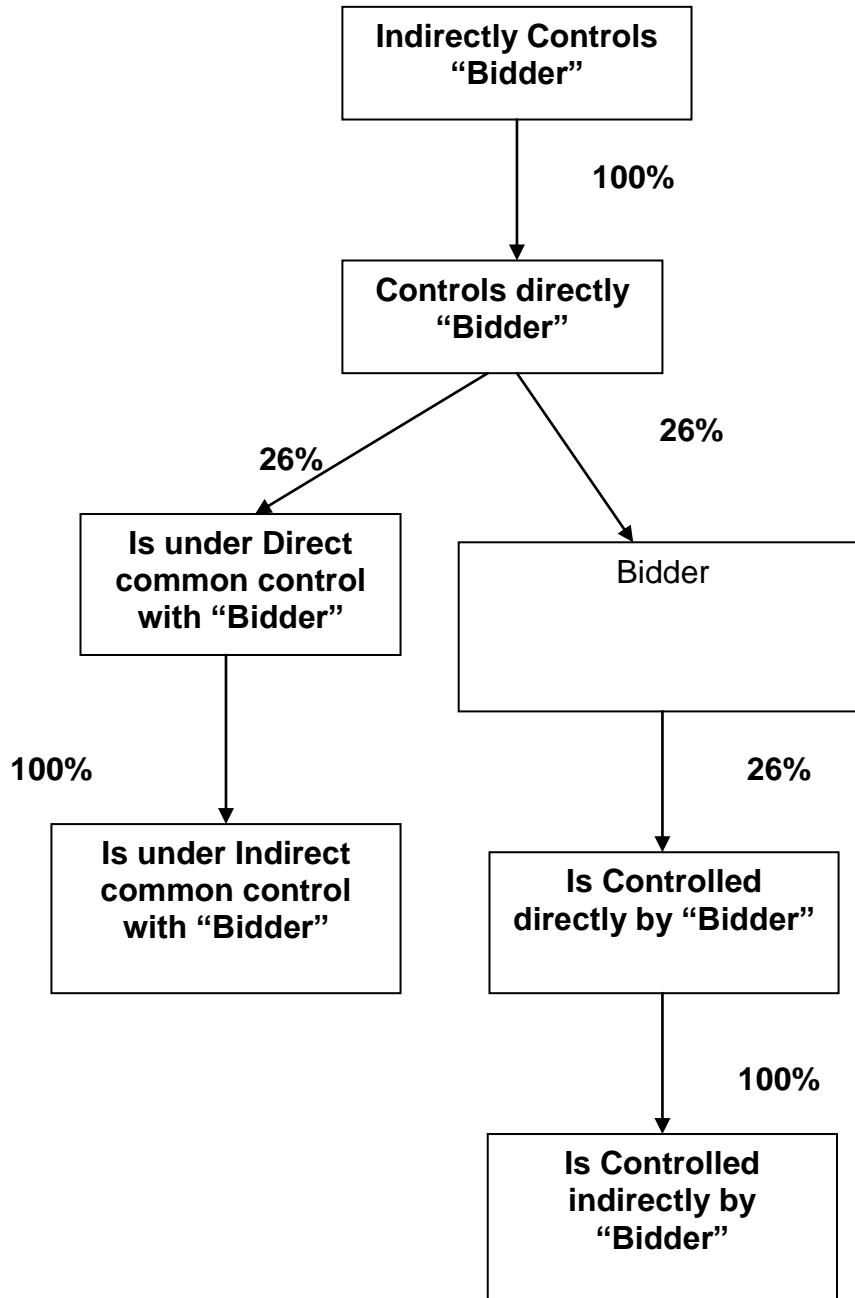 Indirectly Controls
“Bidder”
100%
Controls directly
“Bidder”
26%
26%
Is under Direct
common control
with “Bidder”
Bidder
100%
26%
Is under Indirect
common control
with “Bidder”
Is Controlled
directly by “Bidder”
100%
Is Controlled
indirectly by
“Bidder”